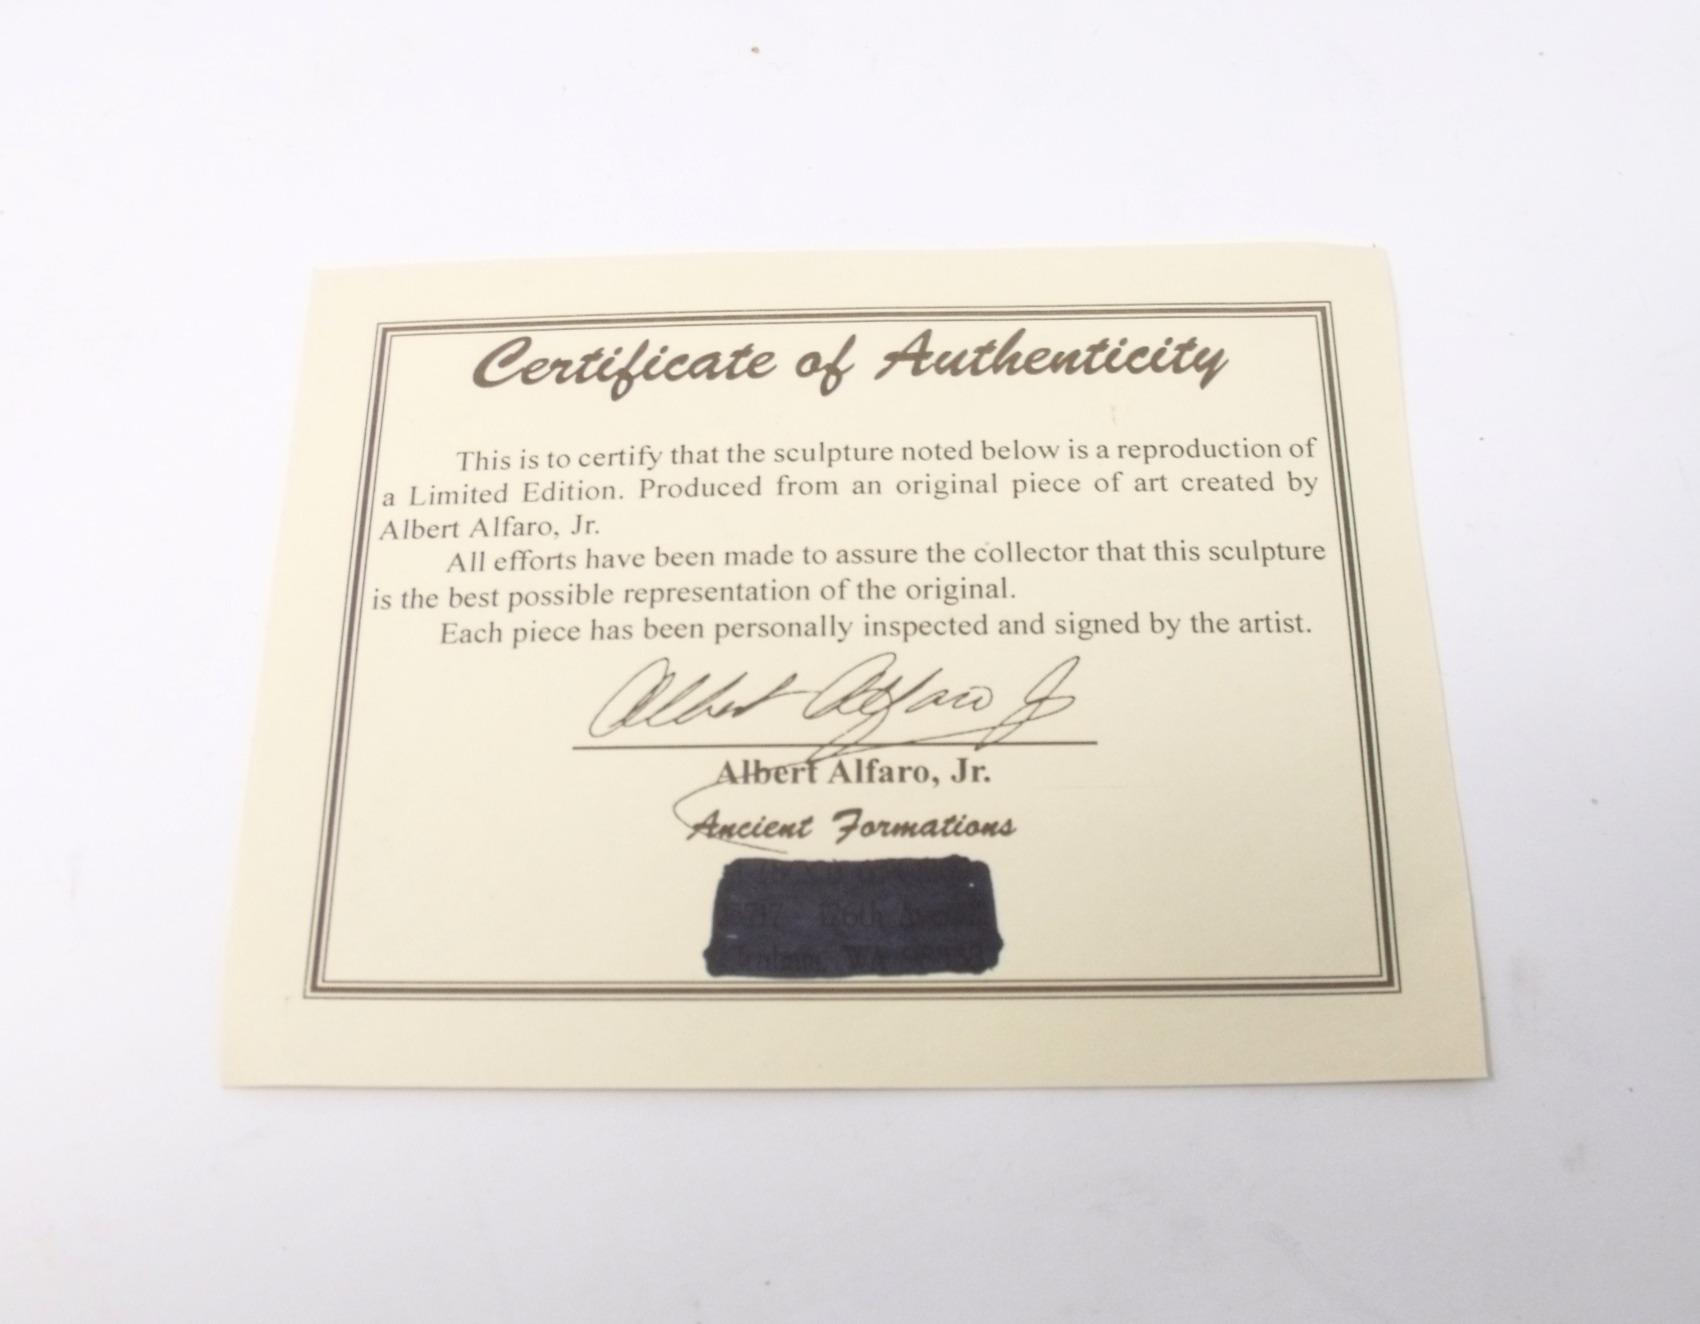 Certificate of Authenticity
This is to certify that the sculpture noted below is a reproduction of
a Limited Edition. Produced from an original piece of art created by
Albert Alfaro, Jr.
All efforts have been made to assure the collector that this sculpture
is the best possible representation of the original.
Each piece has been personally inspected and signed by the artist.
Albert Alfaro Jr
Albert Alfaro, Jr.
Ancient Formations